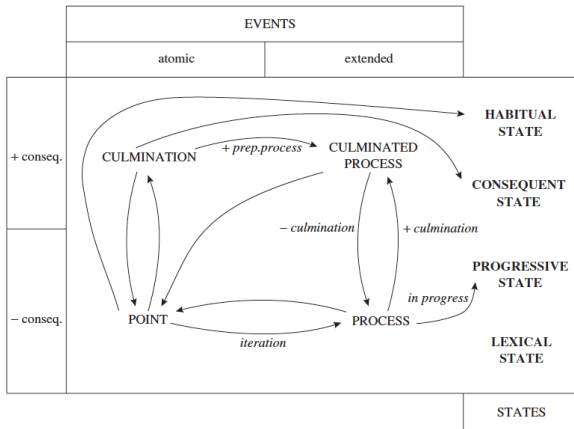 EVENTS
atomic
extended
HABITUAL
STATE
+ conseq.
CULMINATION
+ prep.process
CULMINATED
PROCESS
CONSEQUENT
STATE
– culmination
+ culmination
PROGRESSIVE
STATE
in progress
– conseq.
POINT
iteration
PROCESS
LEXICAL
STATE
STATES